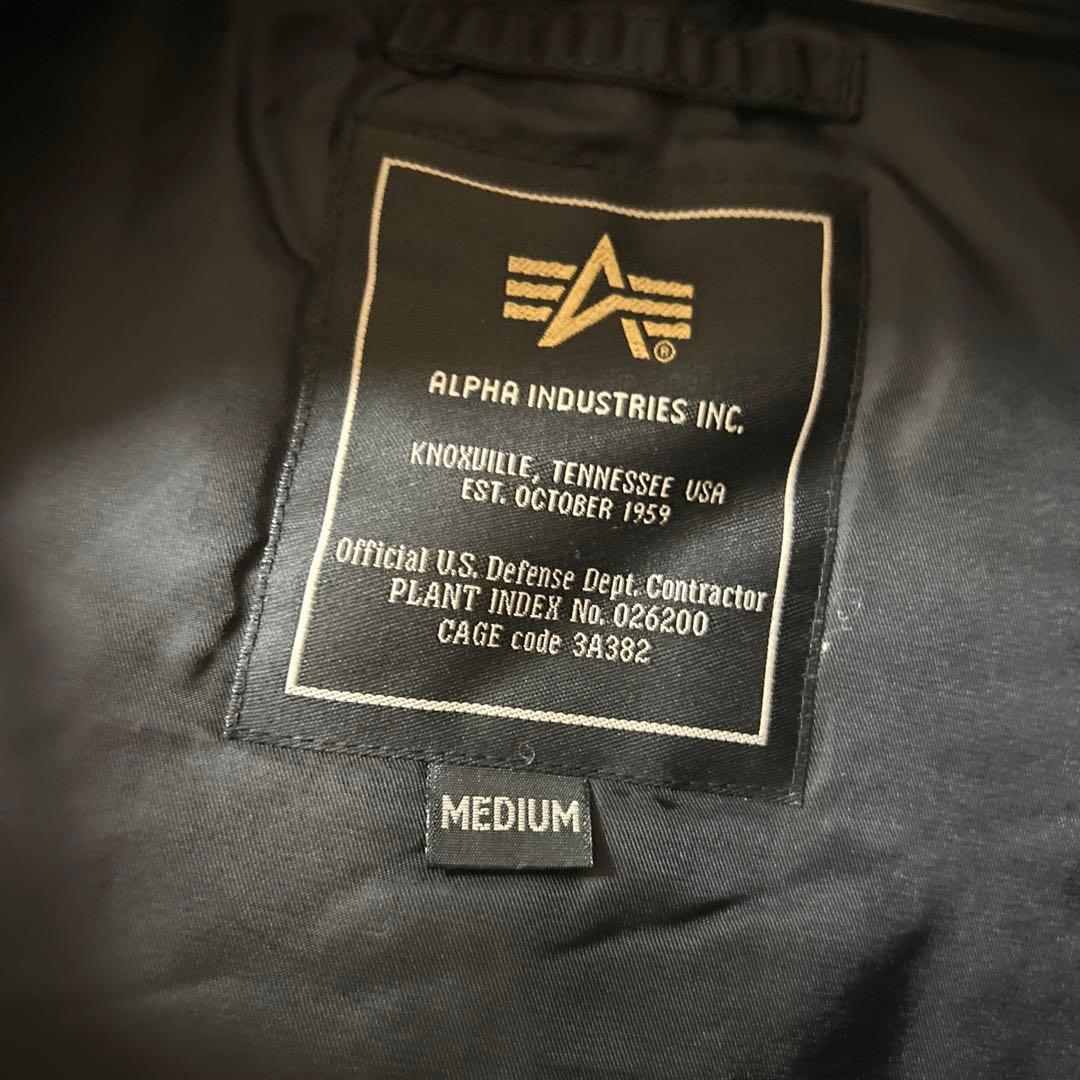 ®
ALPHA INDUSTRIES INC.
KNOXVILLE, TENNESSEE USA
EST. OCTOBER 1959
Official U.S. Defense Dept. Contractor
PLANT INDEX No. 026200
CAGE code 3A382
MEDIUM